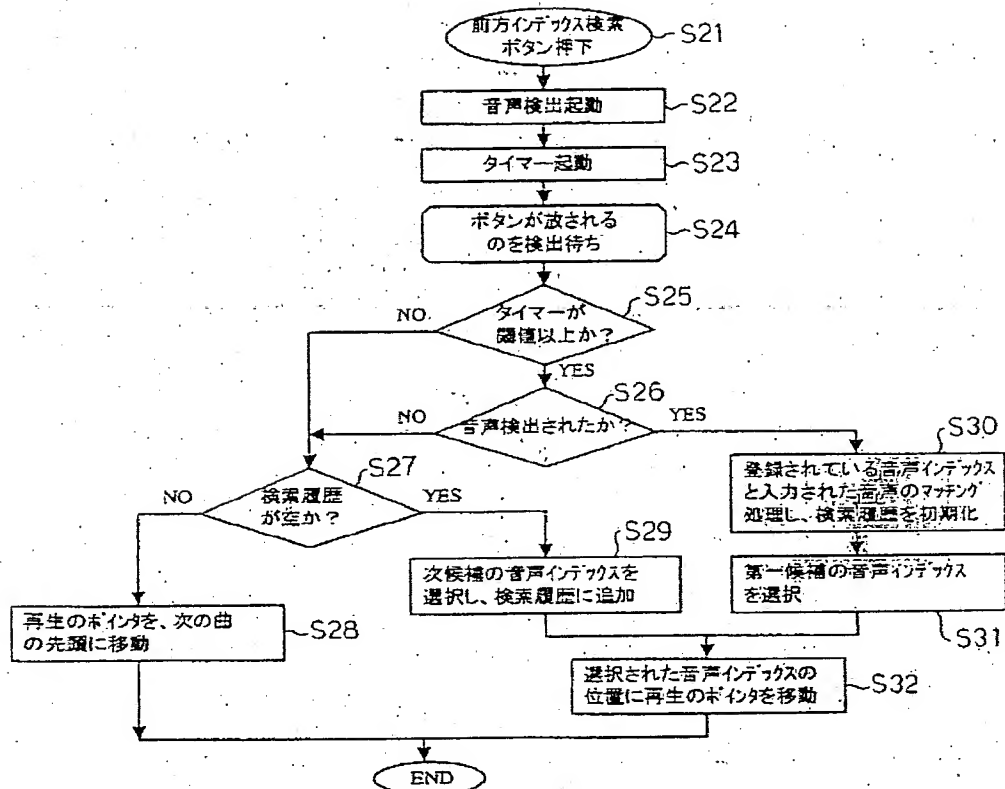 前方インデックス検索
ボタン押下
S21
音声検出起動
S22
タイマー起動
S23
ボタンが放される
のを検出待ち
S24
タイマーが
閾値以上か？
S25
NO
YES
音声検出されたか？
S26
NO
YES
検索履歴
が空か？
S27
NO
YES
登録されている音声インデックス
と入力された音声のマッチング
処理し、検索履歴を初期化
S30
次候補の音声インデックスを
選択し、検索履歴に追加
S29
第一候補の音声インデックス
を選択
S31
再生のポインタを、次の曲
の先頭に移動
S28
選択された音声インデックスの
位置に再生のポインタを移動
S32
END